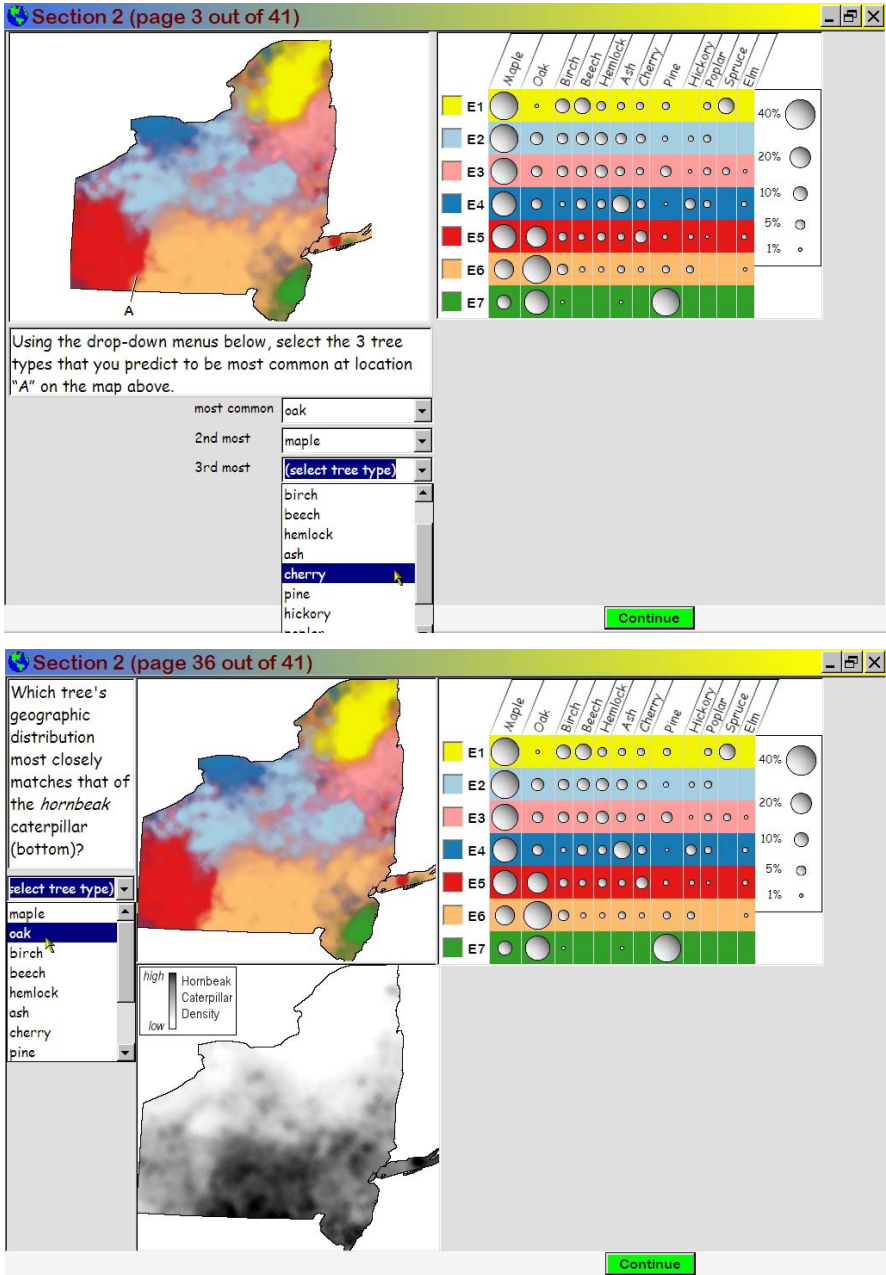 Section 2 (page 3 out of 41)
A
Maple Oak Birch Beech Hemlock Ash Cherry Pine Hickory Poplar Spruce Elm
E1
E2
E3
E4
E5
E6
E7
40%
20%
10%
5%
1%
Using the drop-down menus below, select the 3 tree
types that you predict to be most common at location
"A" on the map above.
most common oak
2nd most maple
3rd most (select tree type)
birch
beech
hemlock
ash
cherry
pine
hickory
Continue
Section 2 (page 36 out of 41)
Which tree's
geographic
distribution
most closely
matches that of
the hornbeak
caterpillar
(bottom)?
select tree type)
maple
oak
birch
beech
hemlock
ash
cherry
pine
Maple Oak Birch Beech Hemlock Ash Cherry Pine Hickory Poplar Spruce Elm
E1
E2
E3
E4
E5
E6
E7
40%
20%
10%
5%
1%
high
low
Hornbeak
Caterpillar
Density
Continue